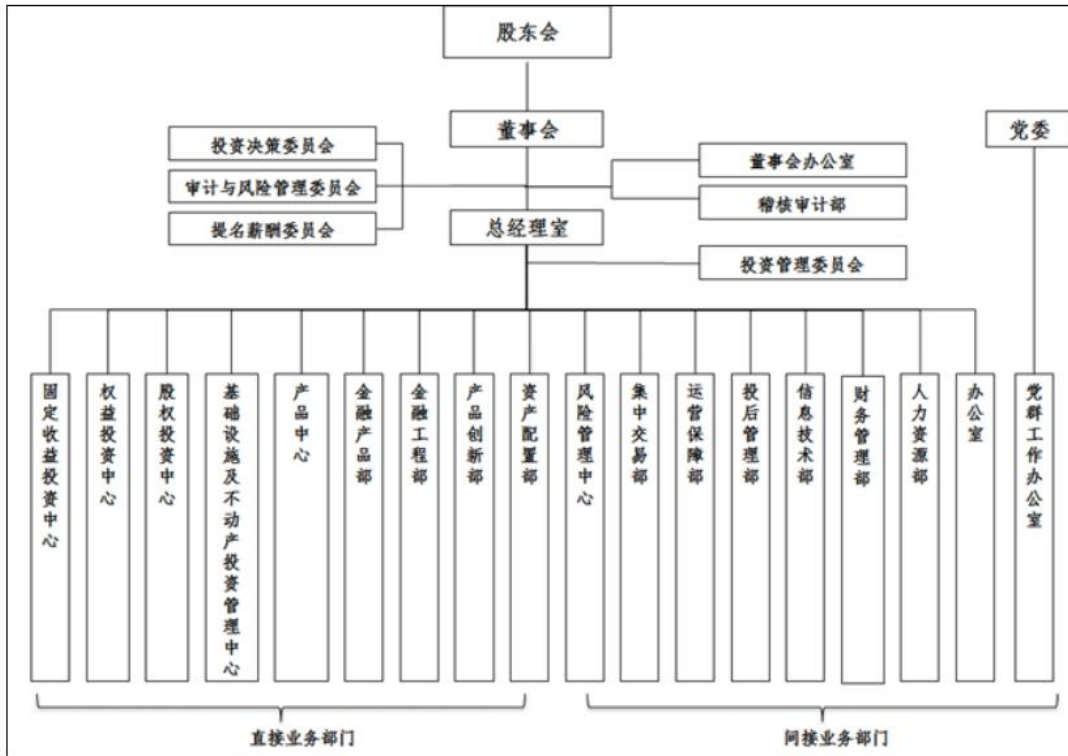 股东会
董事会
党委
投资决策委员会
董事会办公室
审计与风险管理委员会
稽核审计部
提名薪酬委员会
总经理室
投资管理委员会
固定收益投资中心
权益投资中心
股权投资中心
基础设施及不动产投资管理中心
产品中心
金融产品部
金融工程部
产品创新部
资产配置部
风险管理中心
集中交易部
运营保障部
投后管理部
信息技术部
财务管理部
人力资源部
办公室
党群工作办公室
直接业务部门
间接业务部门